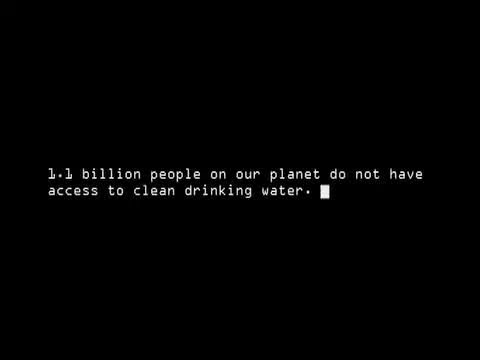 1.1 billion people on our planet do not have
access to clean drinking water.